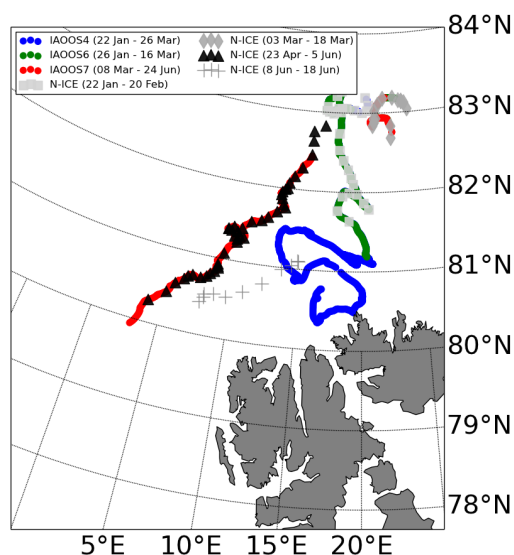 84°N
IAOOS4 (22 Jan - 26 Mar)
IAOOS6 (26 Jan - 16 Mar)
IAOOS7 (08 Mar - 24 Jun)
N-ICE (22 Jan - 20 Feb)
N-ICE (03 Mar - 18 Mar)
N-ICE (23 Apr - 5 Jun)
N-ICE (8 Jun - 18 Jun)
83°N
82°N
81°N
80°N
79°N
78°N
5°E 10°E 15°E 20°E